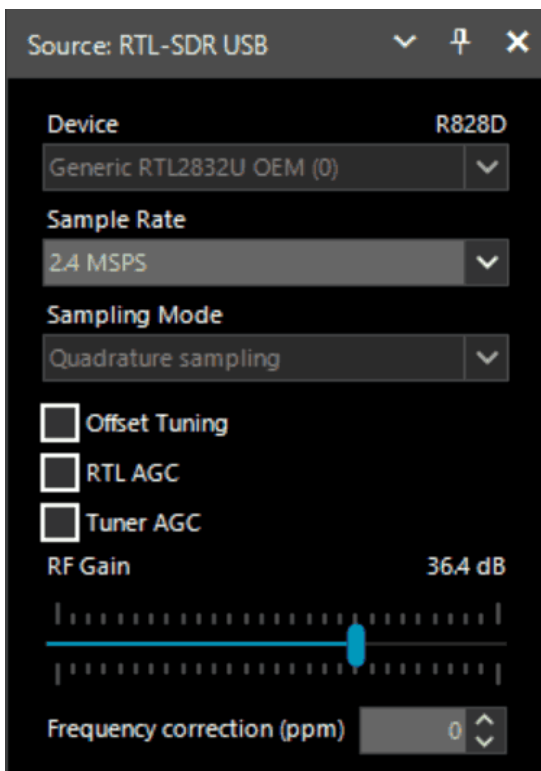 Source: RTL-SDR USB
Device R828D
Generic RTL2832U OEM (0)
Sample Rate
2.4 MSPS
Sampling Mode
Quadrature sampling
Offset Tuning
RTL AGC
Tuner AGC
RF Gain 36.4 dB
Frequency correction (ppm) 0